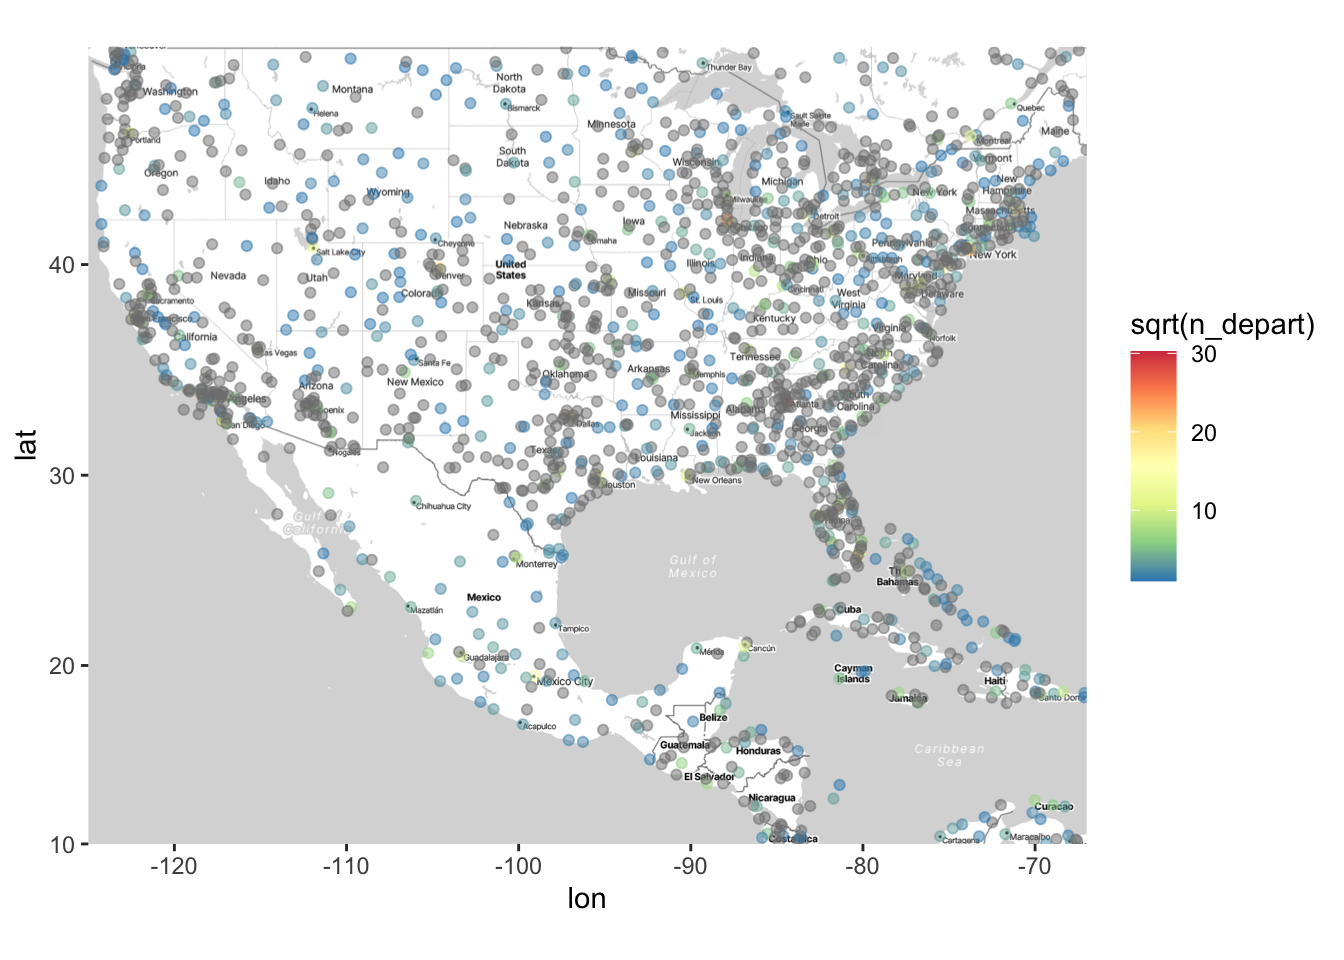 Thunder Bay
Washington
Montana
North
Dakota
Helena
Bismarck
Quebec
Minnesota
Sault Sainte
Marie
Maine
Portland
Montreal
Vermont
Oregon
Idaho
South
Dakota
Wisconsin
Michigan
New
Hampshire
Wyoming
New York
Milwaukee
Massachusetts
Nebraska
Iowa
Detroit
Chicago
Connecticut
Omaha
Cheyenne
Pennsylvania
Salt Lake City
New York
United
States
Illinois
Indiana
Ohio
Pittsburgh
Nevada
Utah
Denver
Maryland
Colorado
Missouri
Cincinnati
Delaware
Sacramento
Kansas
St. Louis
West
Virginia
San Francisco
Kentucky
Virginia
California
Norfolk
Las Vegas
Santa Fe
Tennessee
North
Carolina
Oklahoma
Arkansas
Memphis
Arizona
New Mexico
Angeles
South
Carolina
Atlanta
Phoenix
Mississippi
Alabama
San Diego
Dallas
Jackson
Georgia
Nogales
Texas
Louisiana
Houston
New Orleans
Chihuahua City
Gulf of
California
Tampa
Monterrey
Gulf of
Mexico
The
Bahamas
Mexico
Mazatlán
Cuba
Tampico
Guadalajara
Mérida
Cancún
Mexico City
Cayman
Islands
Haiti
Jamaica
Santo Dom
Acapulco
Belize
Guatemala
Honduras
Caribbean
Sea
El Salvador
Nicaragua
Curacao
Costa Rica
Cartagena
Maracaibo
40
30
20
10
lat
-120
-110
-100
-90
-80
-70
lon
sqrt(n_depart)
30
20
10